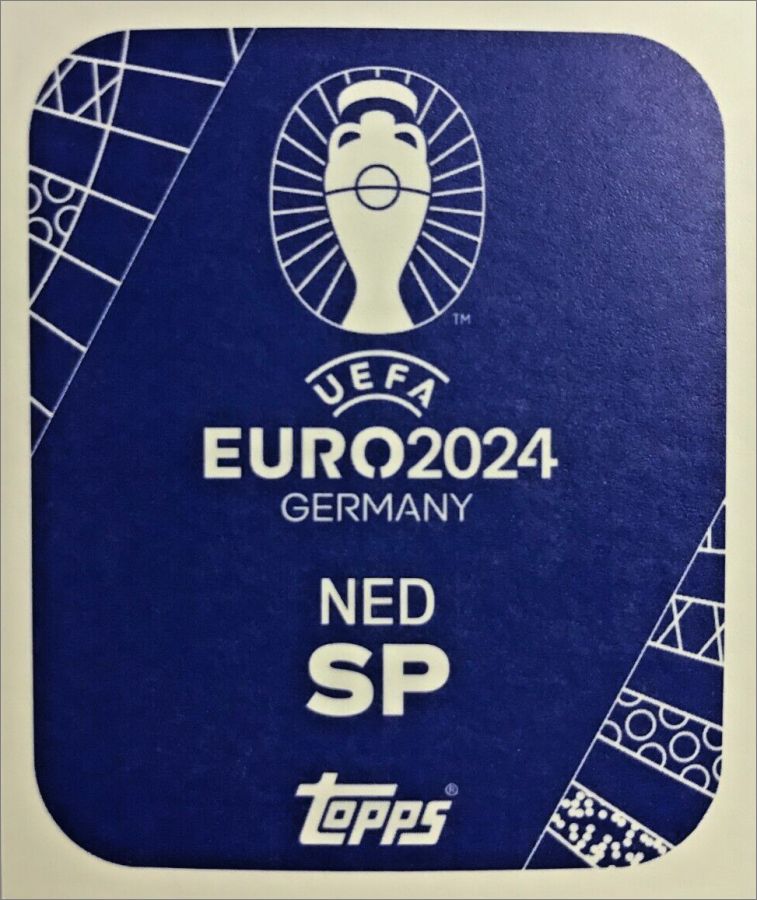 TM
UEFA
EURO2024
GERMANY
NED
SP
Topps®